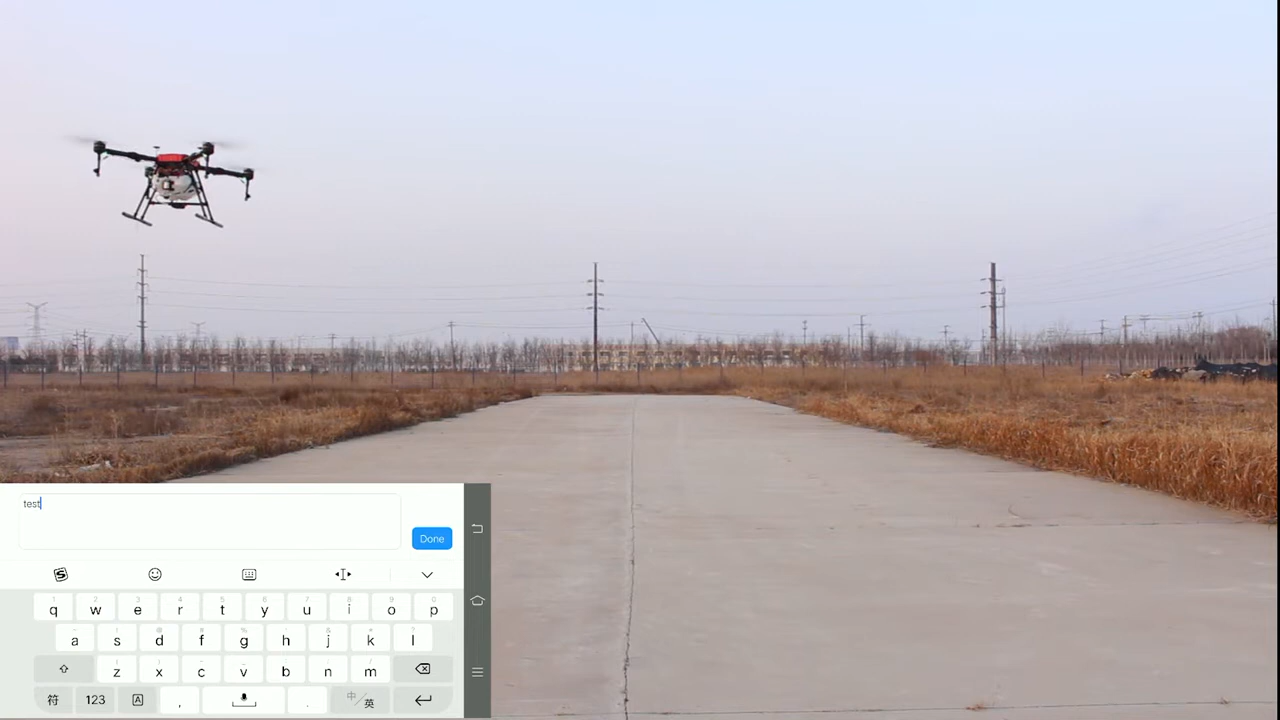 test
Done
q w e r t y u i o p
a s d f g h j k l
z x c v b n m
符 123 A , . 中/英